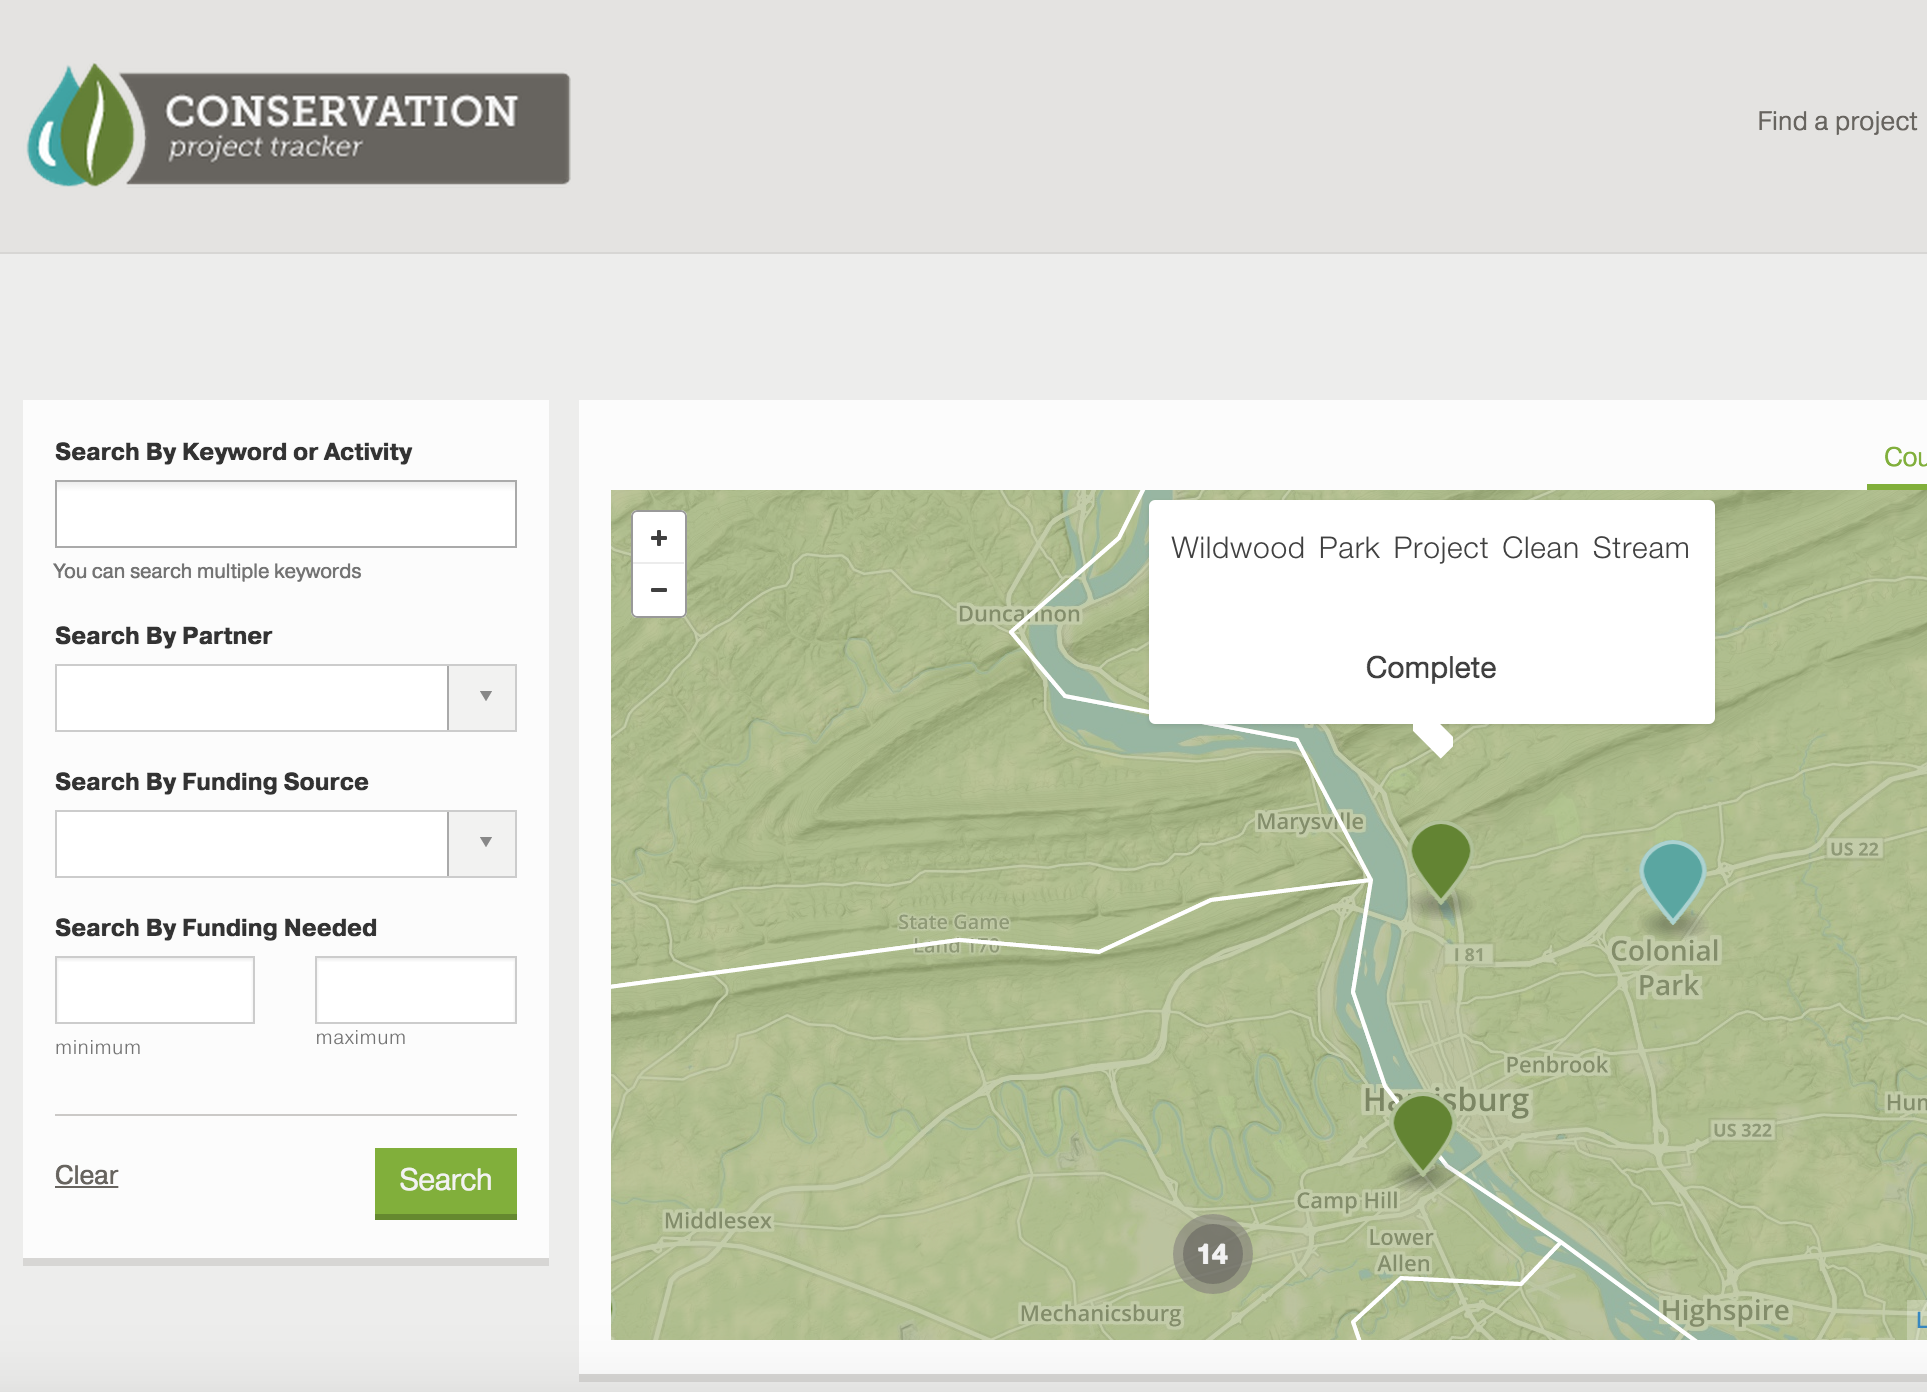 CONSERVATION
project tracker
Find a project
Search By Keyword or Activity
You can search multiple keywords
Search By Partner
Search By Funding Source
Search By Funding Needed
minimum
maximum
Clear
Search
Cou
+
−
Wildwood Park Project Clean Stream
Complete
Duncannon
Marysville
US 22
State Game
Land 170
I 81
Colonial
Park
Penbrook
Harrisburg
Hum
US 322
Camp Hill
Middlesex
Lower
Allen
14
Mechanicsburg
Highspire
L